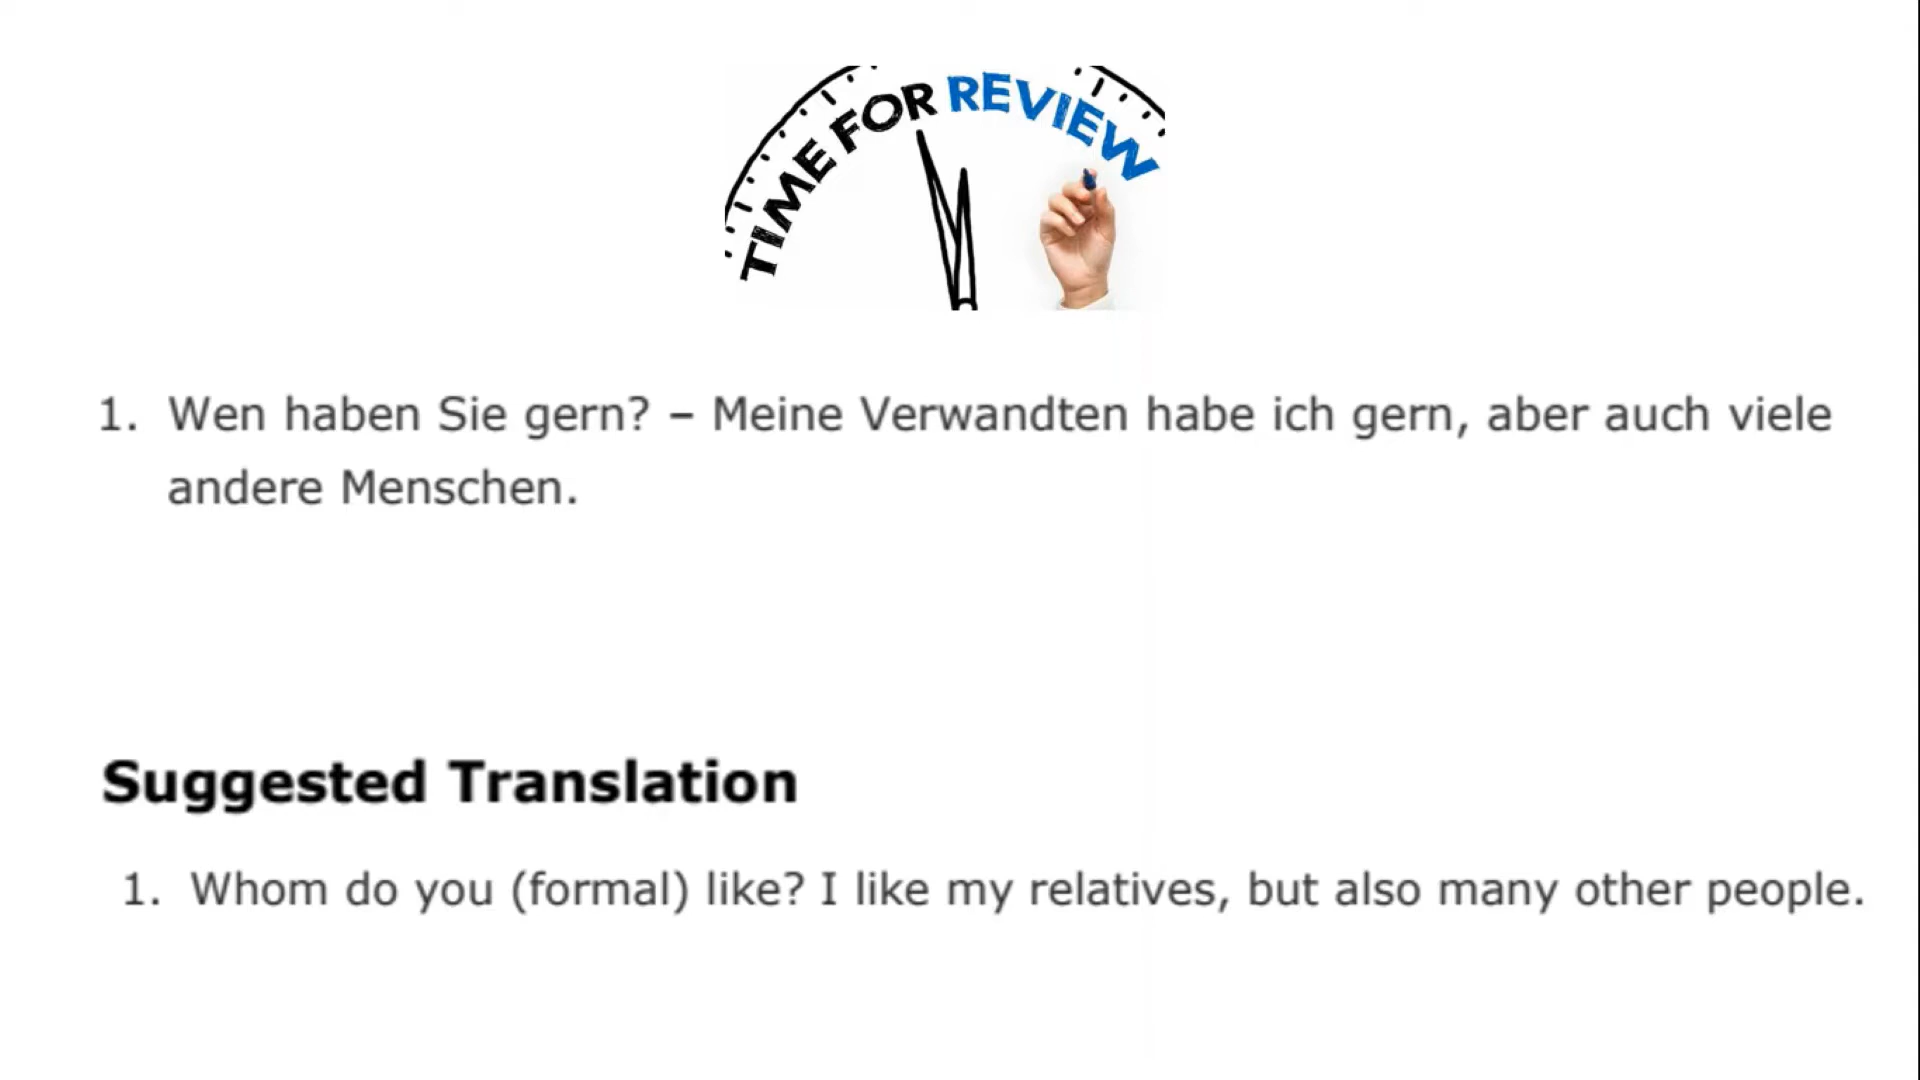 TIME FOR REVIEW
1. Wen haben Sie gern? – Meine Verwandten habe ich gern, aber auch viele
andere Menschen.
Suggested Translation
1. Whom do you (formal) like? I like my relatives, but also many other people.